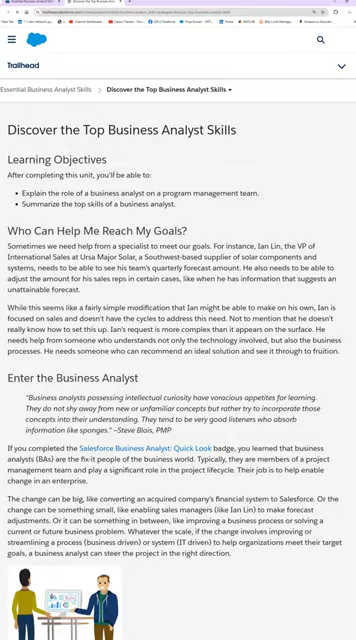 Essential Business Analyst Skills
Trailhead
Essential Business Analyst Skills > Discover the Top Business Analyst Skills
Discover the Top Business Analyst Skills
Learning Objectives
After completing this unit, you'll be able to:
• Explain the role of a business analyst on a program management team.
• Summarize the top skills of a business analyst.
Who Can Help Me Reach My Goals?
Sometimes we need help from a specialist to meet our goals. For instance, Ian Lin, the VP of
International Sales at Ursa Major Solar, a Southwest-based supplier of solar components and
systems, needs to be able to see his team's quarterly forecast amount. He also needs to be able to
adjust the amount for his sales reps in certain cases, like when he has information that suggests an
unattainable forecast.
While this seems like a fairly simple modification that Ian might be able to make on his own, Ian is
focused on sales and doesn't have the cycles to address this need. Not to mention that he doesn't
really know how to set this up. Ian's request is more complex than it appears on the surface. He
needs help from someone who understands not only the technology involved, but also the business
processes. He needs someone who can recommend an ideal solution and see it through to fruition.
Enter the Business Analyst
"Business analysts possessing intellectual curiosity have voracious appetites for learning.
They do not shy away from new or unfamiliar concepts but rather try to incorporate those
concepts into their understanding. They tend to be very good listeners who absorb
information like sponges." –Steve Blais, PMP
If you completed the Salesforce Business Analyst: Quick Look badge, you learned that business
analysts (BAs) are the fix-it people of the business world. Typically, they are members of a project
management team and play a significant role in the project lifecycle. Their job is to help enable
change in an enterprise.
The change can be big, like converting an acquired company's financial system to Salesforce. Or the
change can be something small, like enabling sales managers (like Ian Lin) to make forecast
adjustments. Or it can be something in between, like improving a business process or solving a
current or future business problem. Whatever the scale, if the change involves improving or
streamlining a process (business driven) or system (IT driven) to help organizations meet their target
goals, a business analyst can steer the project in the right direction.